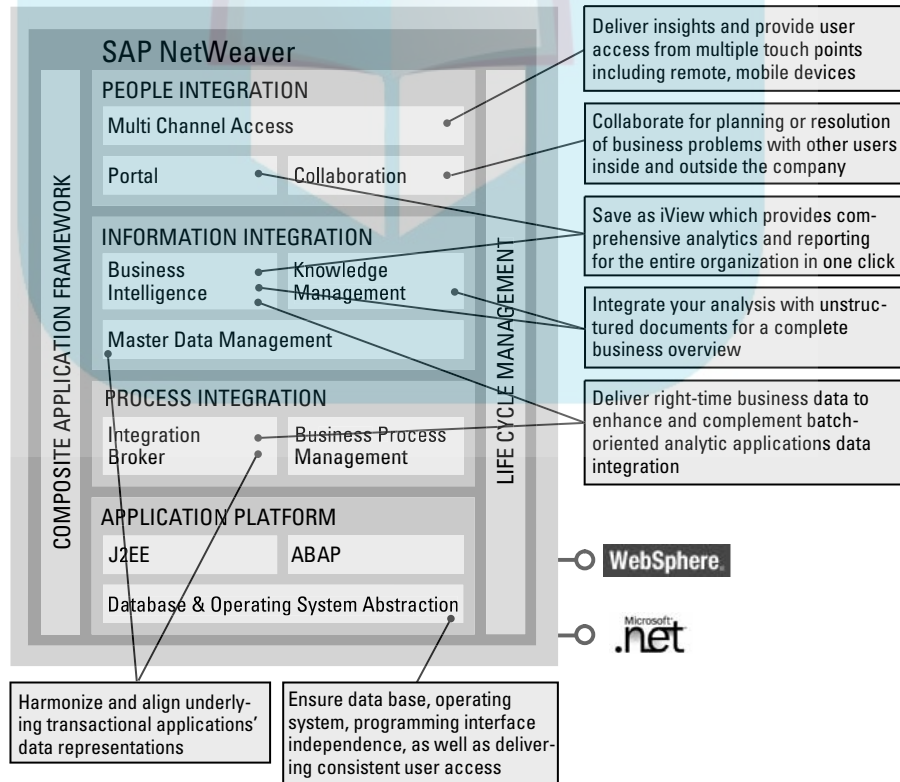 SAP NetWeaver
PEOPLE INTEGRATION
Multi Channel Access
Portal
Collaboration
INFORMATION INTEGRATION
Business
Intelligence
Knowledge
Management
Master Data Management
PROCESS INTEGRATION
Integration
Broker
Business Process
Management
APPLICATION PLATFORM
J2EE
ABAP
Database & Operating System Abstraction
COMPOSITE APPLICATION FRAMEWORK
LIFE CYCLE MANAGEMENT
Deliver insights and provide user
access from multiple touch points
including remote, mobile devices
Collaborate for planning or resolution
of business problems with other users
inside and outside the company
Save as iView which provides com-
prehensive analytics and reporting
for the entire organization in one click
Integrate your analysis with unstruc-
tured documents for a complete
business overview
Deliver right-time business data to
enhance and complement batch-
oriented analytic applications data
integration
WebSphere.
Microsoft
.net
Harmonize and align underly-
ing transactional applications’
data representations
Ensure data base, operating
system, programming interface
independence, as well as deliver-
ing consistent user access